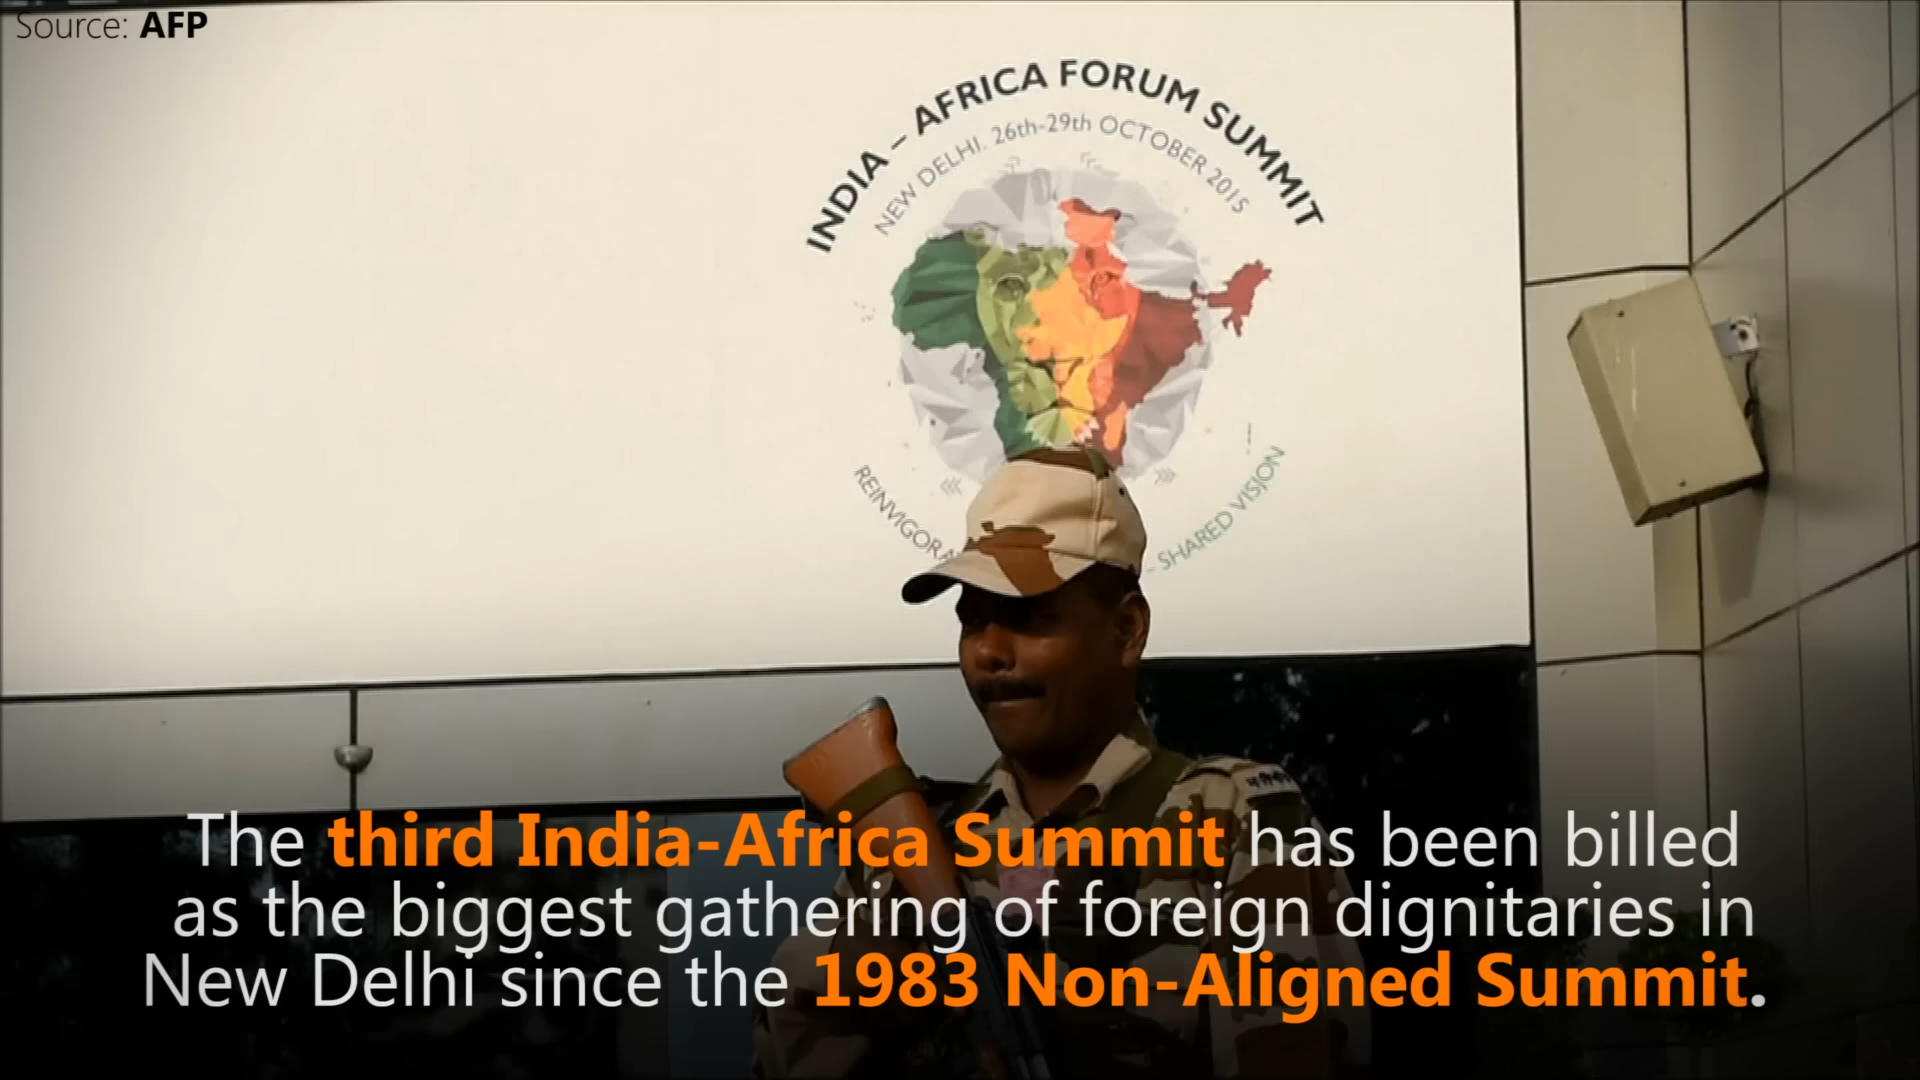 Source: AFP
INDIA – AFRICA FORUM SUMMIT
NEW DELHI. 26th-29th OCTOBER 2015
- SHARED VISION
The third India-Africa Summit has been billed
as the biggest gathering of foreign dignitaries in
New Delhi since the 1983 Non-Aligned Summit.